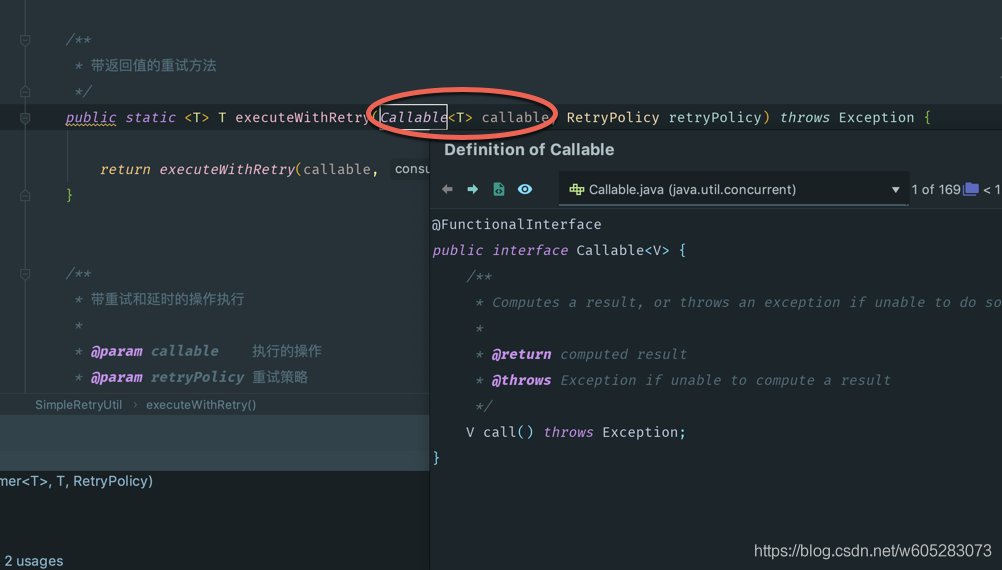 /**
* 带返回值的重试方法
*/
public static <T> T executeWithRetry(Callable<T> callable, RetryPolicy retryPolicy) throws Exception {
return executeWithRetry(callable, consu
}
/**
* 带重试和延时的操作执行
*
* @param callable 执行的操作
* @param retryPolicy 重试策略
SimpleRetryUtil › executeWithRetry()
mer<T>, T, RetryPolicy)
2 usages
Definition of Callable
Callable.java (java.util.concurrent)
1 of 169 < 1
@FunctionalInterface
public interface Callable<V> {
/**
* Computes a result, or throws an exception if unable to do so
*
* @return computed result
* @throws Exception if unable to compute a result
*/
V call() throws Exception;
}
https://blog.csdn.net/w605283073